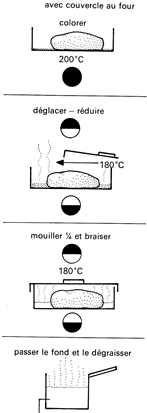 avec couvercle au four
colorer
200°C
déglacer – réduire
180°C
mouiller ¼ et braiser
180°C
passer le fond et le dégraisser